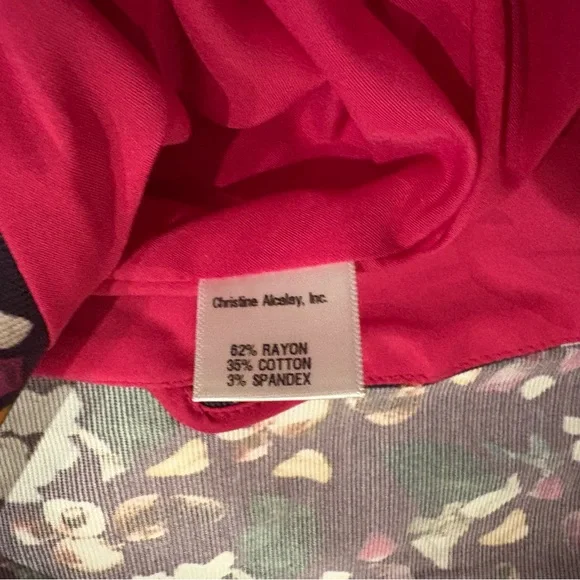 Christine Alcalay, Inc.
62% RAYON
35% COTTON
3% SPANDEX